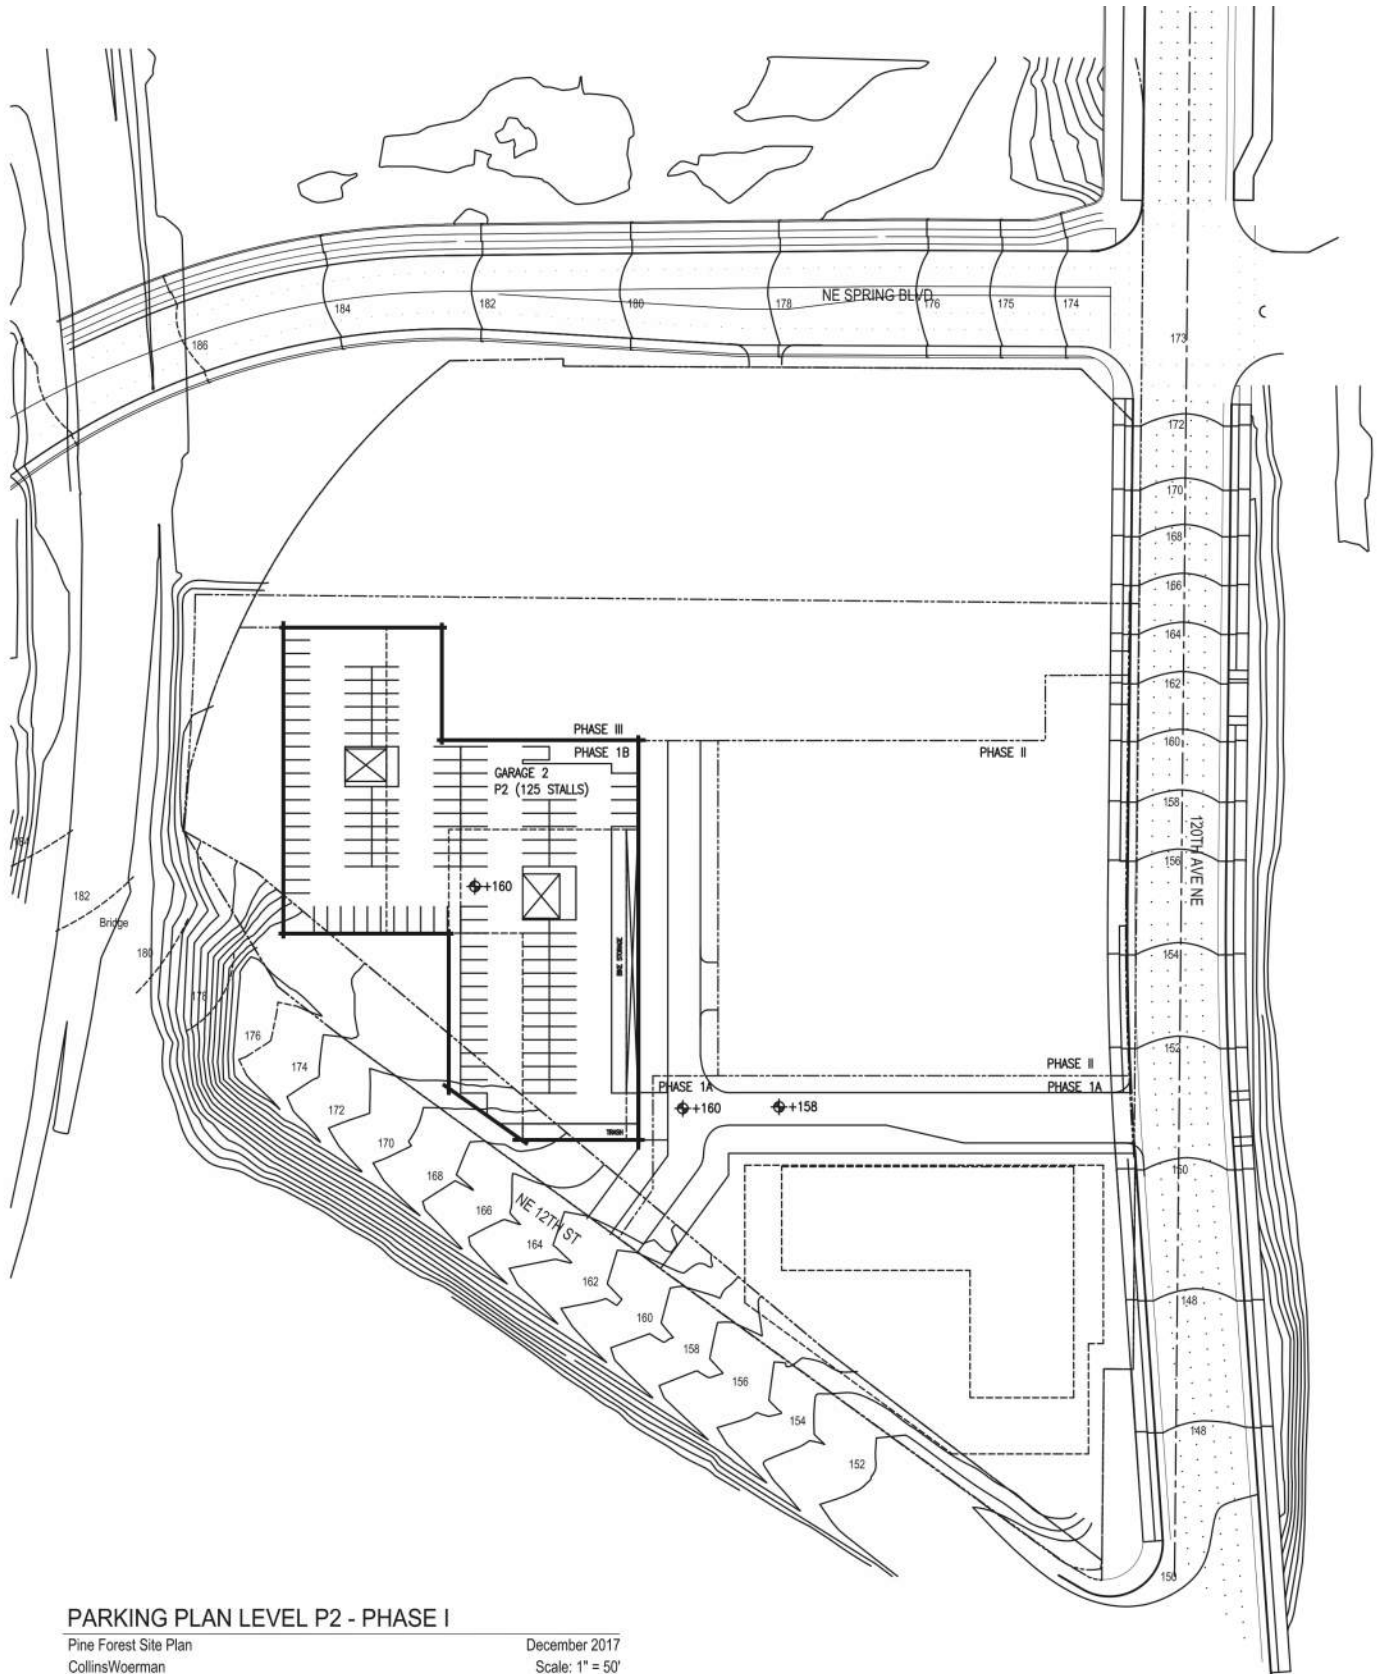 186
184
182
180
178
NE SPRING BLVD
176
175
174
173
172
170
168
166
164
162
160
158
120TH AVE NE
156
154
152
150
148
148
150
PHASE III
PHASE 1B
GARAGE 2
P2 (125 STALLS)
PHASE II
+160
BIKE STORAGE
TRASH
PHASE II
PHASE 1A
PHASE 1A
+160
+158
184
182
Bridge
180
178
176
174
172
170
168
166
NE 12TH ST
164
162
160
158
156
154
152
PARKING PLAN LEVEL P2 - PHASE I
Pine Forest Site Plan
December 2017
CollinsWoerman
Scale: 1" = 50'